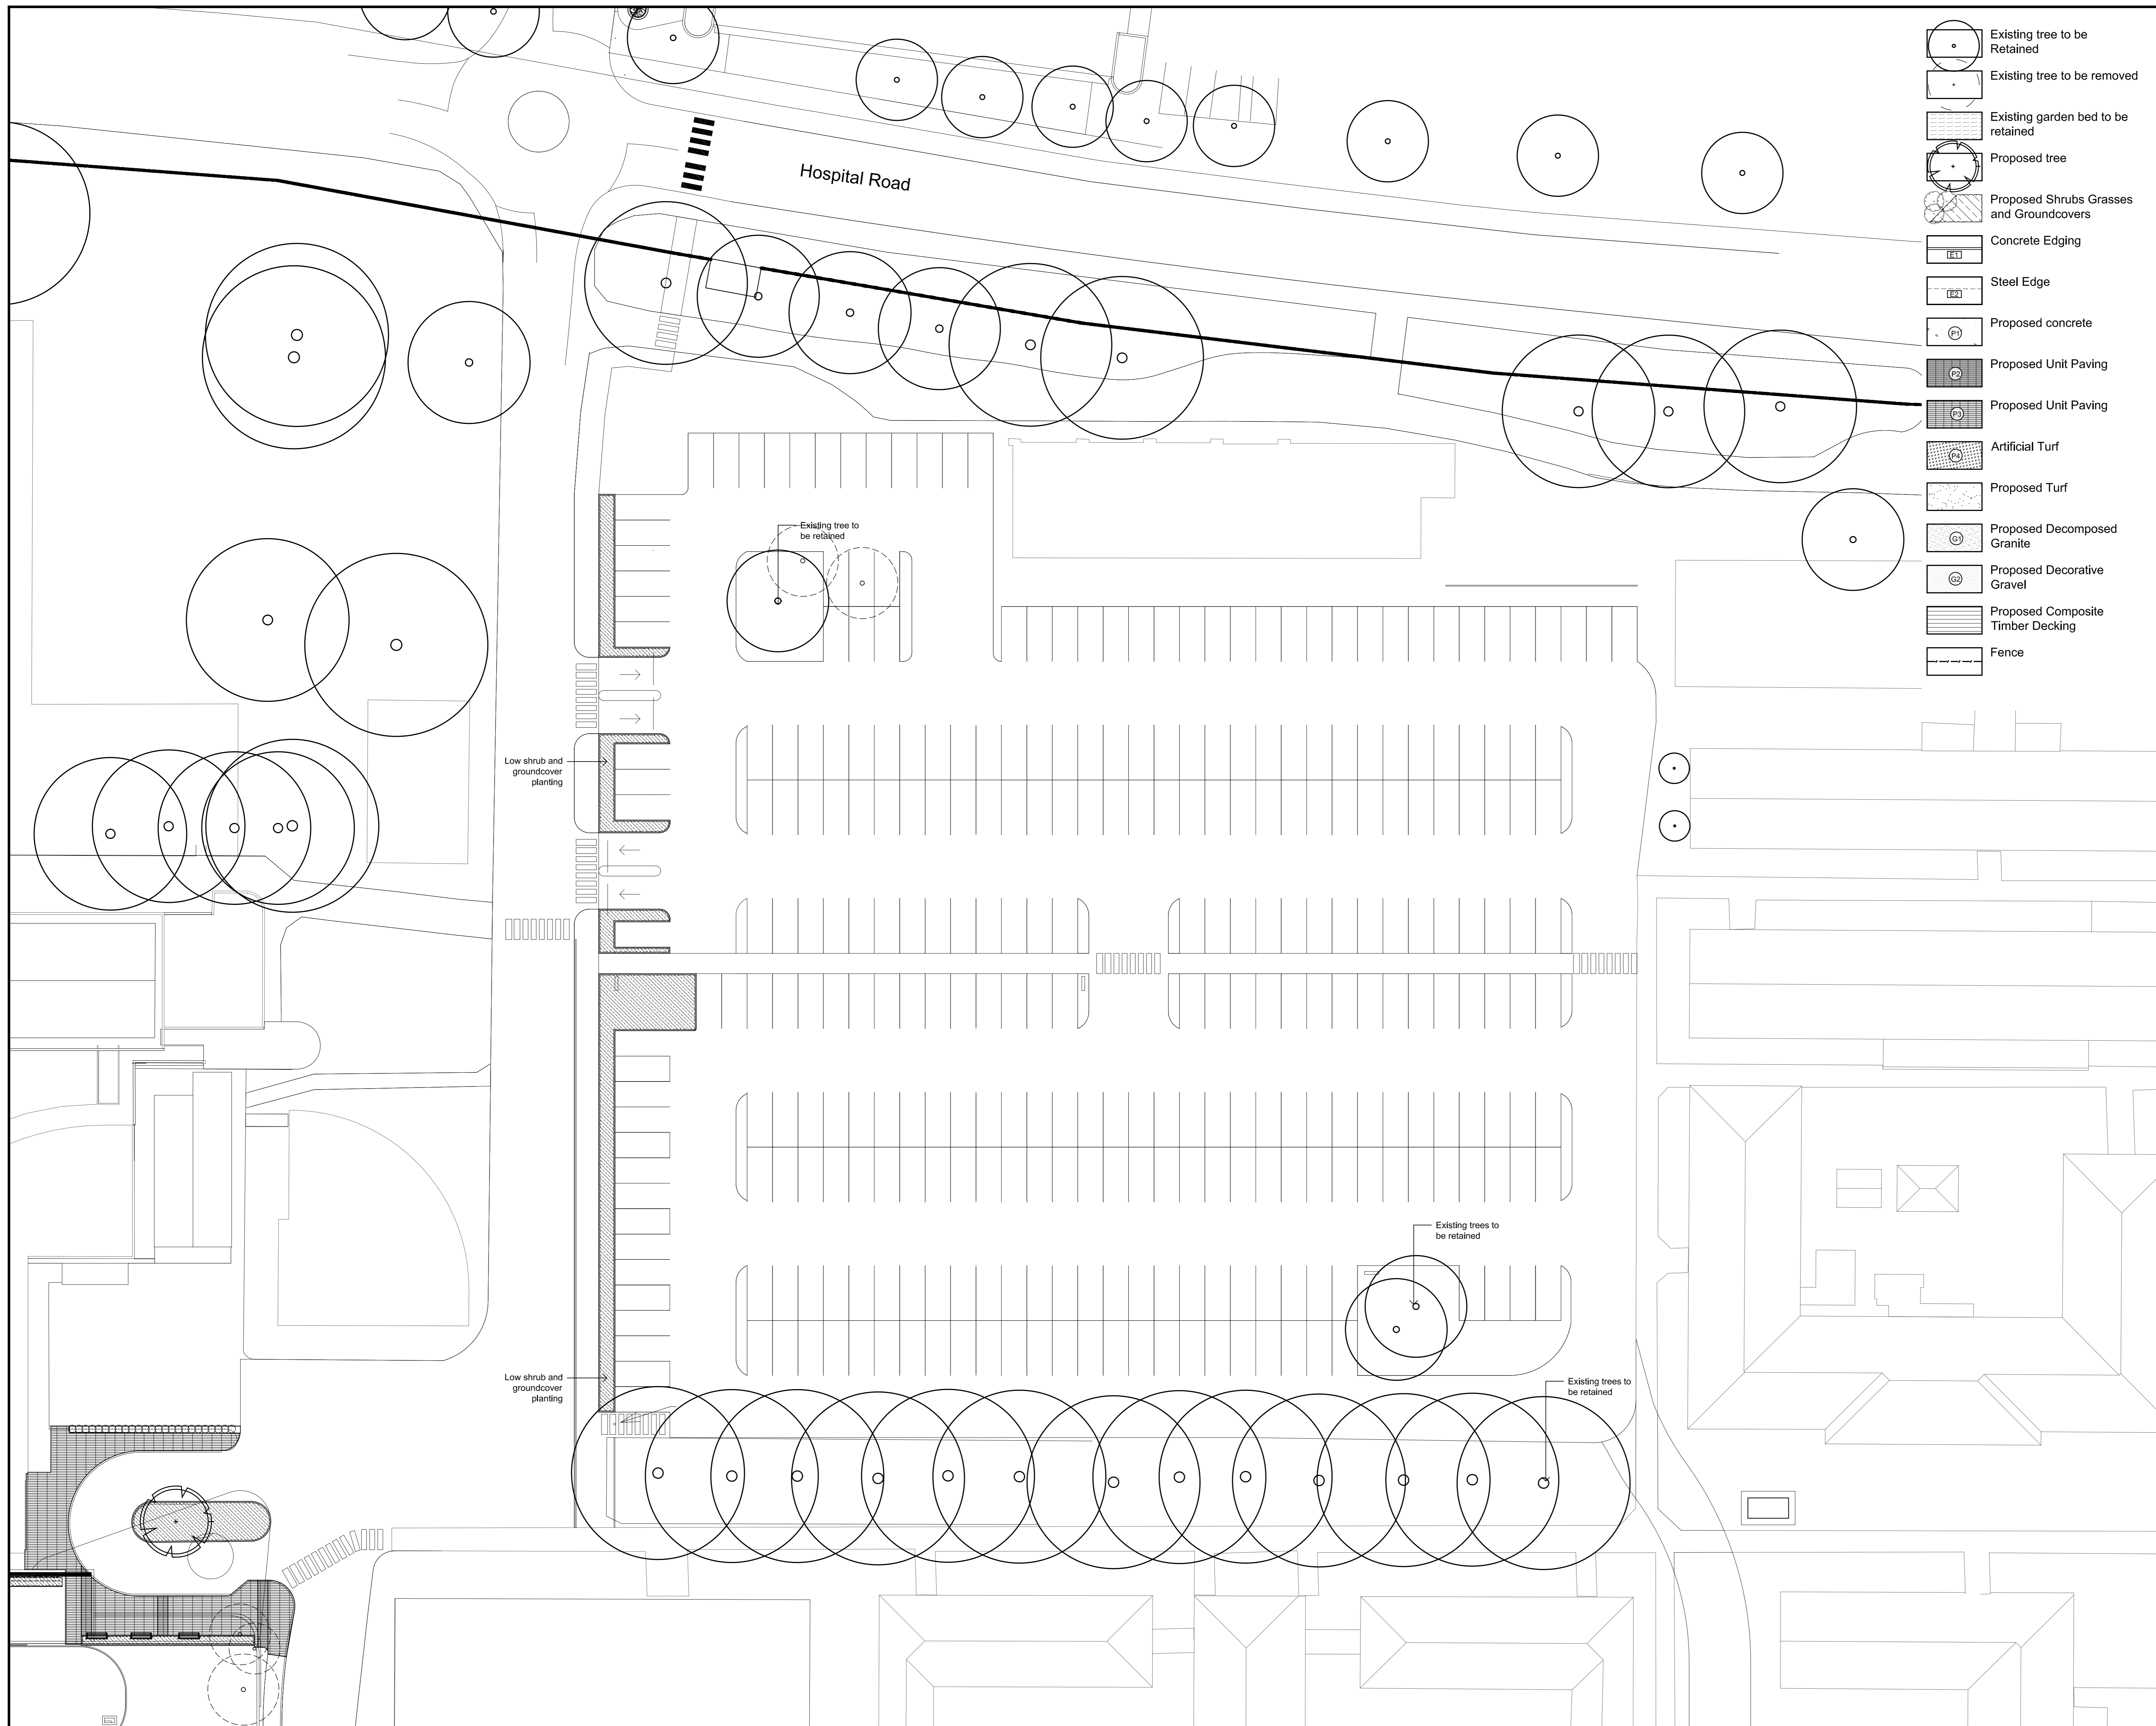 Hospital Road
Existing tree to
be retained
Low shrub and
groundcover
planting
Existing trees to
be retained
Low shrub and
groundcover
planting
Existing trees to
be retained
Existing tree to be
Retained
Existing tree to be removed
Existing garden bed to be
retained
Proposed tree
Proposed Shrubs Grasses
and Groundcovers
Concrete Edging
E1
Steel Edge
E2
Proposed concrete
P1
Proposed Unit Paving
P2
Proposed Unit Paving
P3
Artificial Turf
P4
Proposed Turf
Proposed Decomposed
Granite
G1
Proposed Decorative
Gravel
G2
Proposed Composite
Timber Decking
Fence